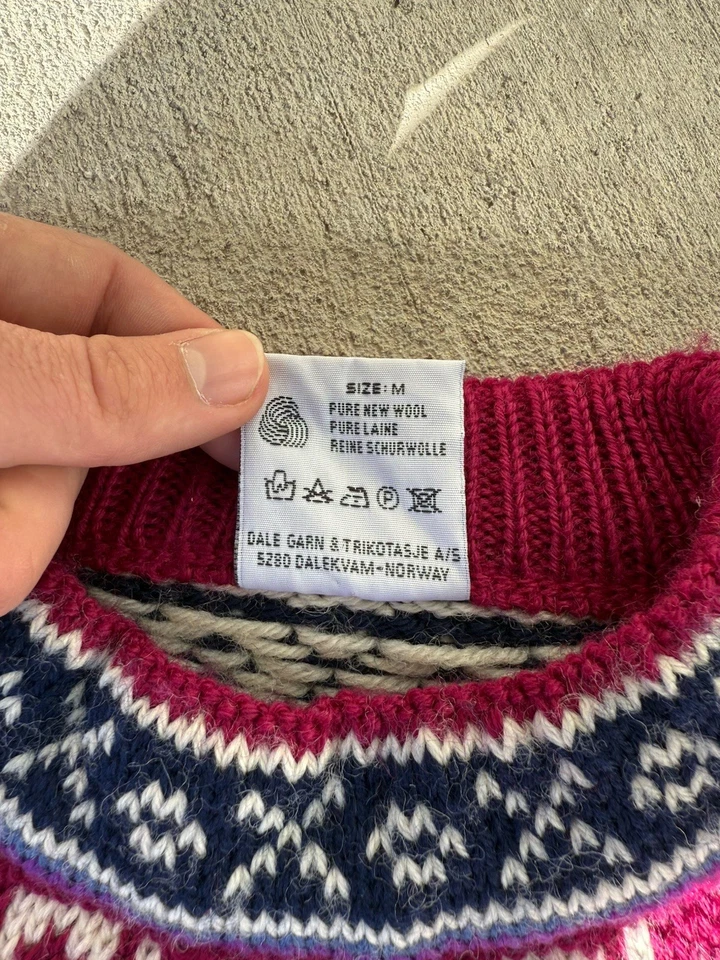 SIZE: M
PURE NEW WOOL
PURE LAINE
REINE SCHURWOLLE
P
DALE GARN & TRIKOTASJE A/S
5280 DALEKVAM-NORWAY